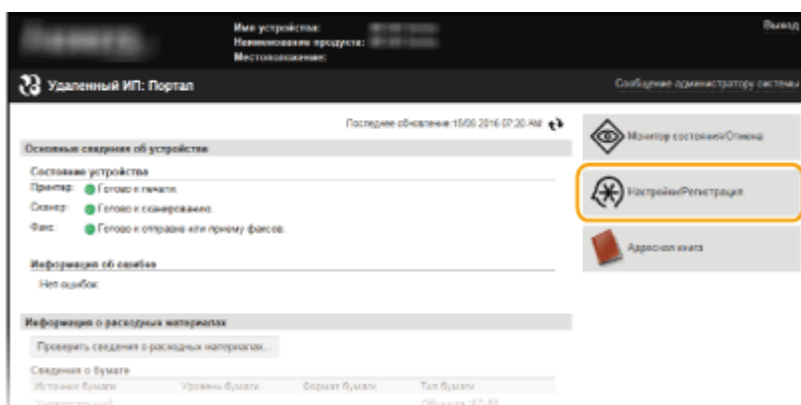 Имя устройства:
Наименование продукта:
Местоположение:
Выход
Удаленный ИП: Портал
Сообщение администратору системы
Последнее обновление:15/08 2016 07:20 AM
Основные сведения об устройстве
Состояние устройства
Принтер: Готово к печати.
Сканер: Готово к сканированию.
Факс: Готово к отправке или приему факсов.
Информация об ошибке
Нет ошибок.
Информация о расходных материалах
Проверить сведения о расходных материалах...
Сведения о бумаге
Источник бумаги Уровень бумаги Формат бумаги Тип бумаги
Монитор состояния/Отмена
Настройки/Регистрация
Адресная книга